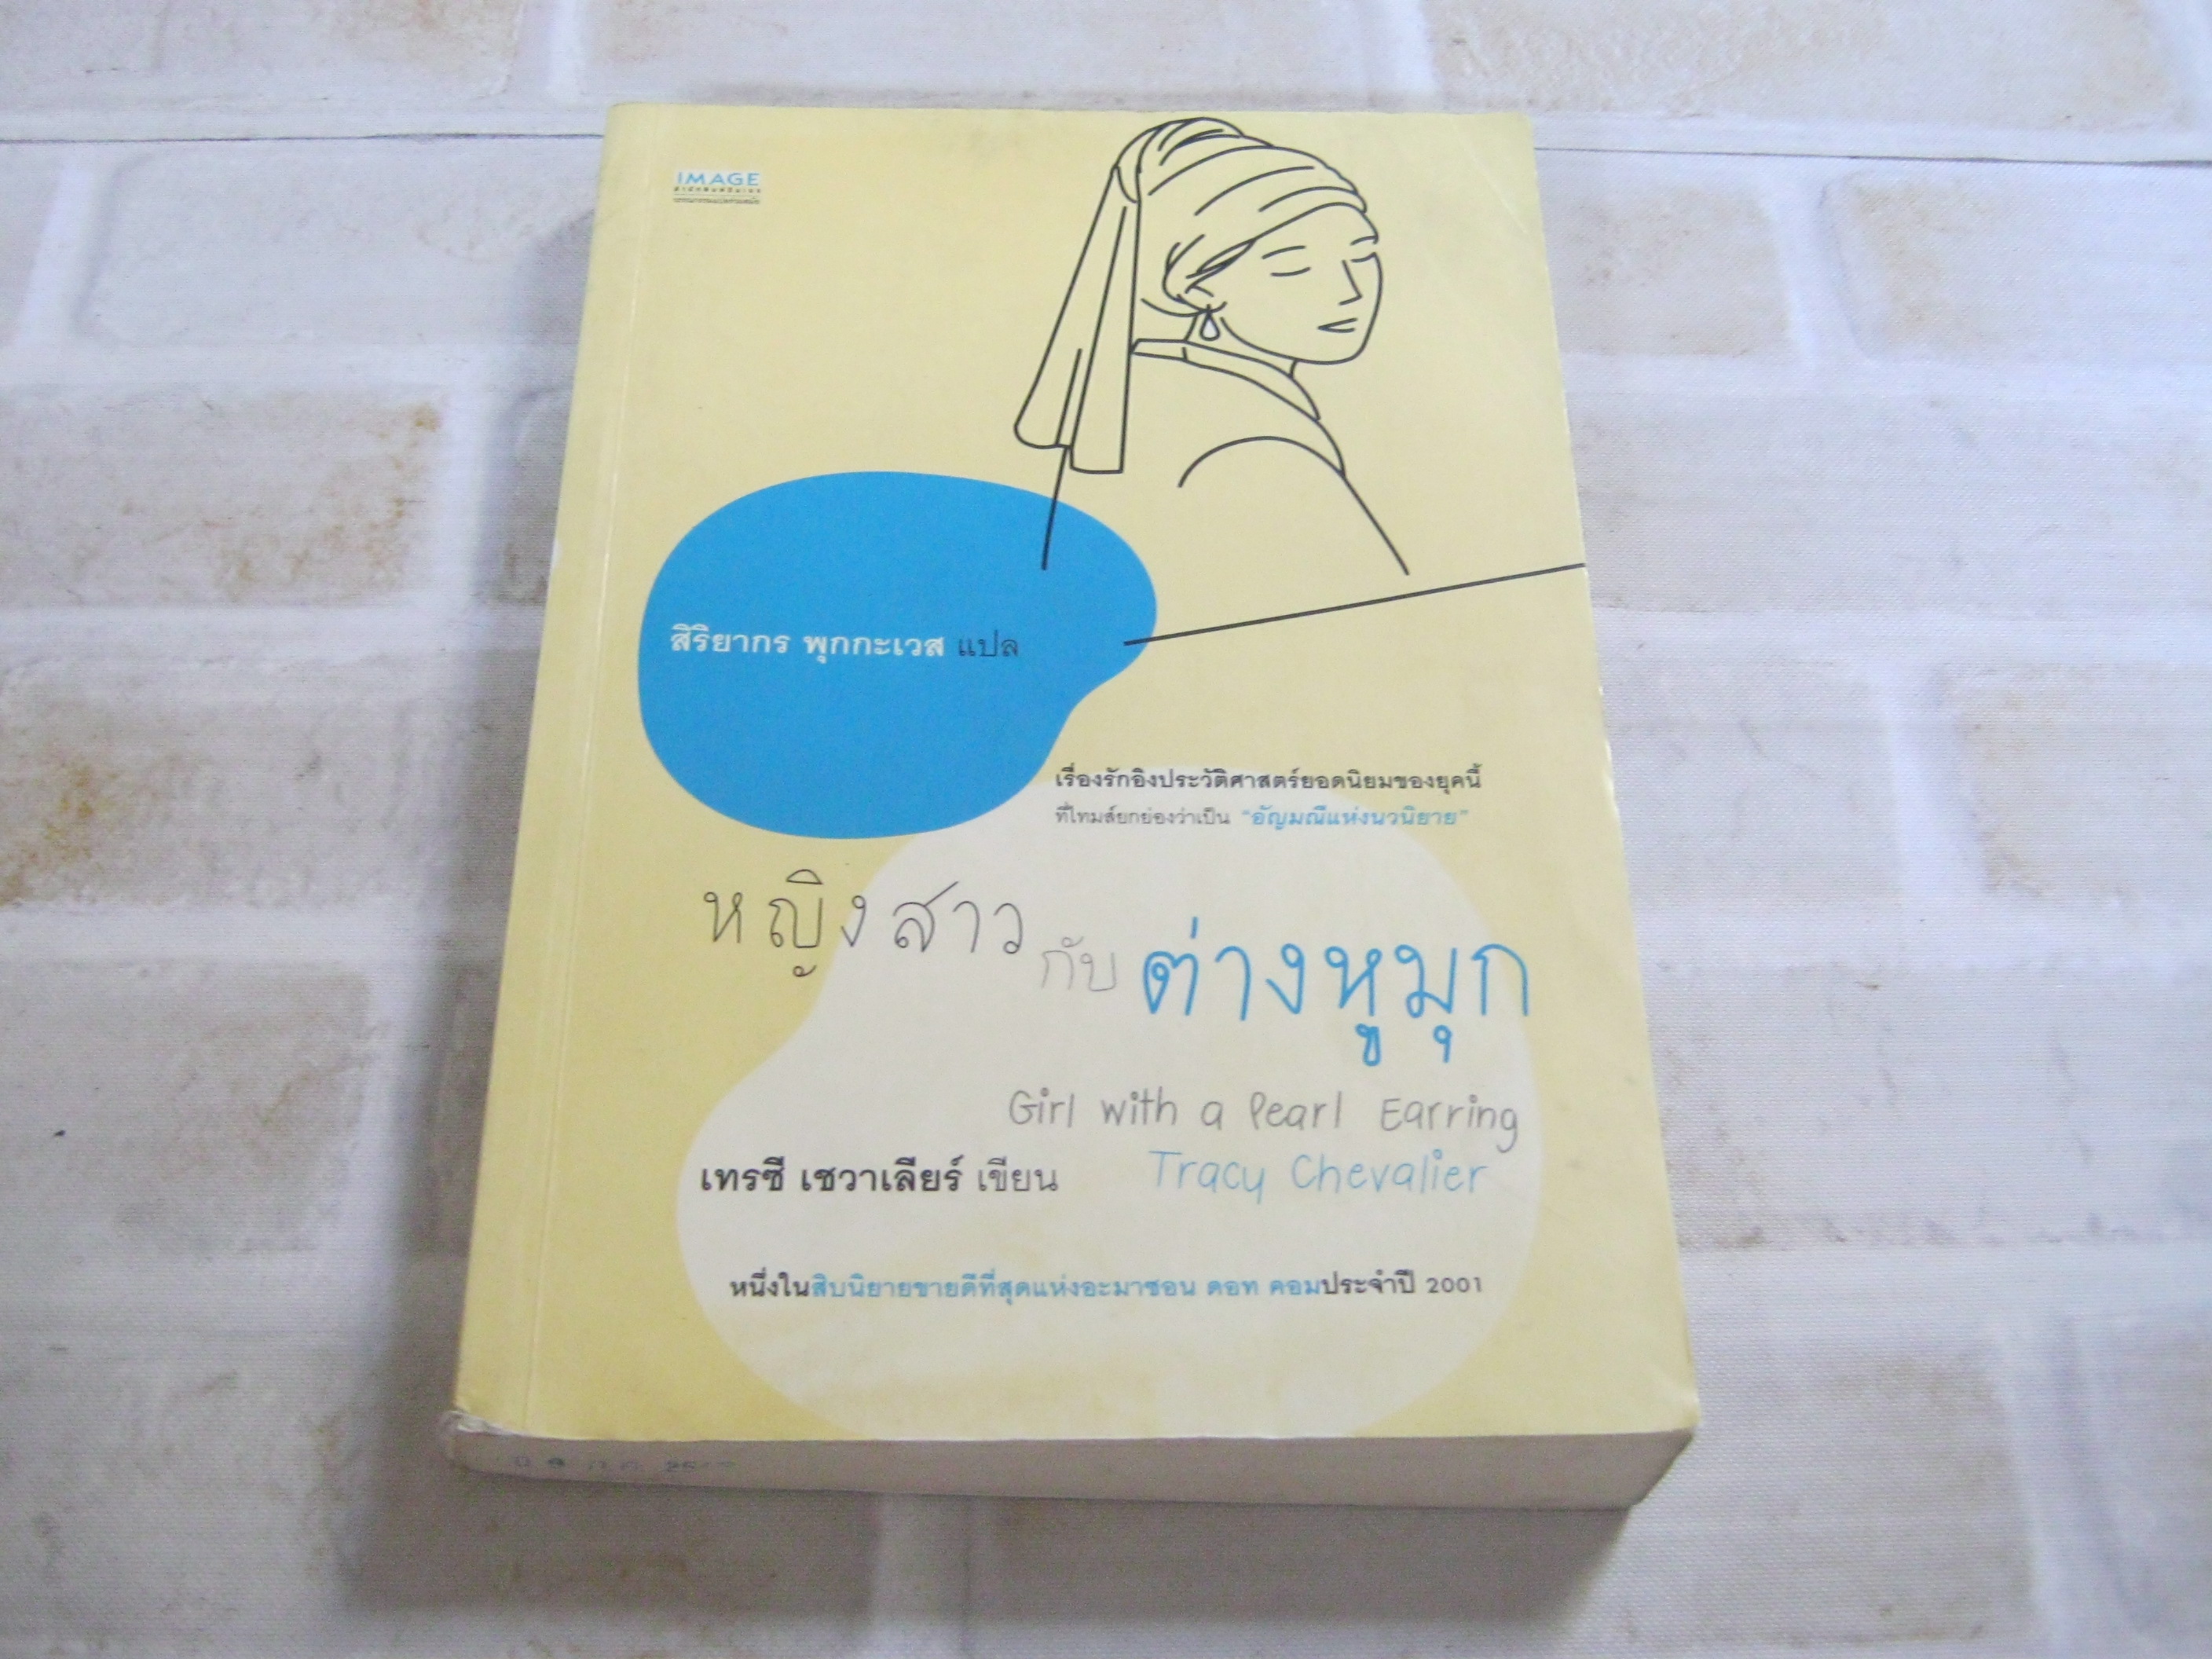 IMAGE
สิริยากร พุกกะเวส แปล
เรื่องรักอิงประวัติศาสตร์ยอดนิยมของยุคนี้
ที่ไทมส์ยกย่องว่าเป็น "อัญมณีแห่งนวนิยาย"
หญิงสาว
กับ ต่างหูมุก
Girl with a Pearl Earring
เทรซี เชวาเลียร์ เขียน Tracy Chevalier
หนึ่งในสิบนิยายขายดีที่สุดแห่งอะมาซอน ดอท คอมประจำปี 2001